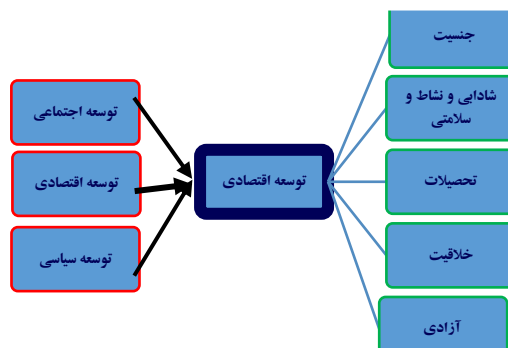 جنسیت
شادابی و نشاط و
سلامتی
تحصیلات
خلاقیت
آزادی
توسعه اقتصادی
توسعه اجتماعی
توسعه اقتصادی
توسعه سیاسی